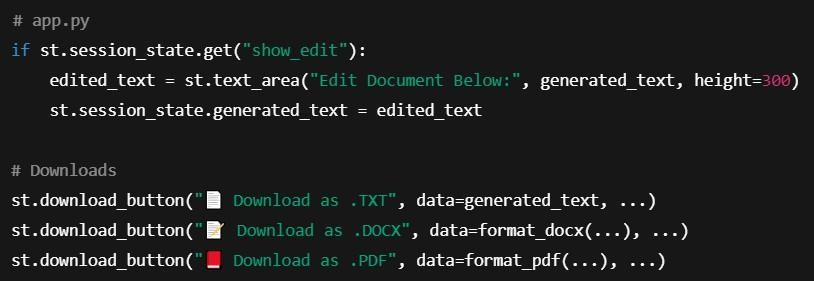 # app.py
if st.session_state.get("show_edit"):
    edited_text = st.text_area("Edit Document Below:", generated_text, height=300)
    st.session_state.generated_text = edited_text

# Downloads
st.download_button("📄 Download as .TXT", data=generated_text, ...)
st.download_button("📝 Download as .DOCX", data=format_docx(...), ...)
st.download_button("📕 Download as .PDF", data=format_pdf(...), ...)